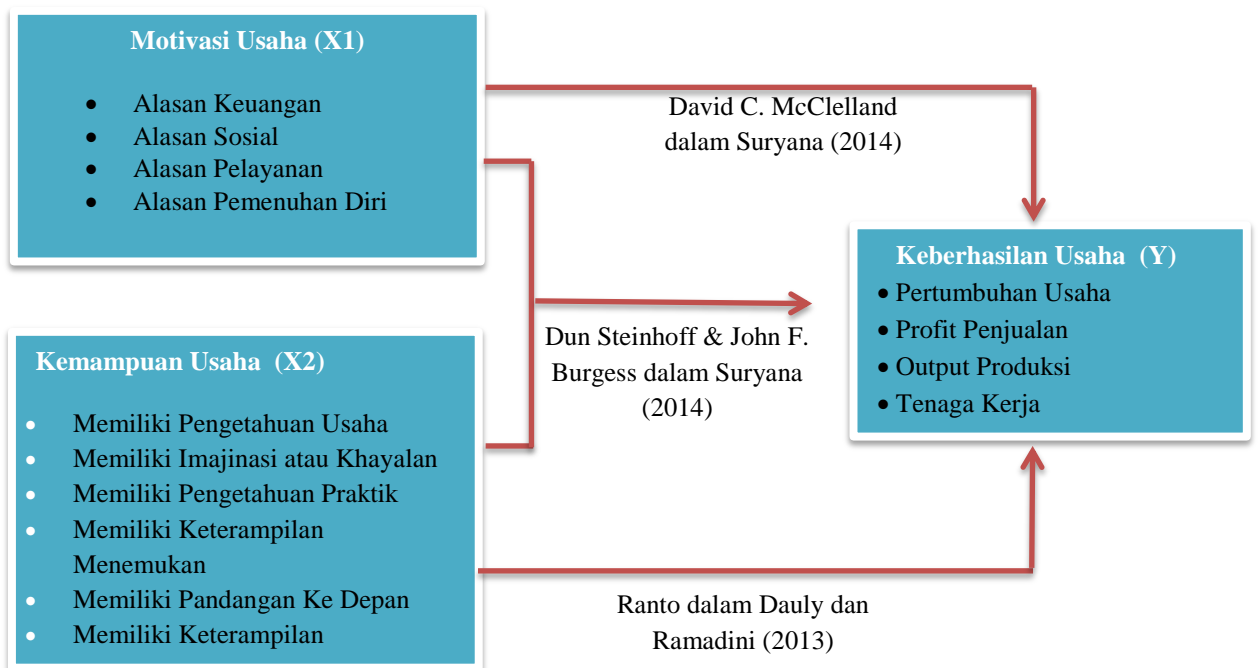 Motivasi Usaha (X1)
• Alasan Keuangan
• Alasan Sosial
• Alasan Pelayanan
• Alasan Pemenuhan Diri
David C. McClelland
dalam Suryana (2014)
Keberhasilan Usaha (Y)
• Pertumbuhan Usaha
• Profit Penjualan
• Output Produksi
• Tenaga Kerja
Dun Steinhoff & John F.
Burgess dalam Suryana
(2014)
Kemampuan Usaha (X2)
• Memiliki Pengetahuan Usaha
• Memiliki Imajinasi atau Khayalan
• Memiliki Pengetahuan Praktik
• Memiliki Keterampilan
Menemukan
• Memiliki Pandangan Ke Depan
• Memiliki Keterampilan
Ranto dalam Dauly dan
Ramadini (2013)